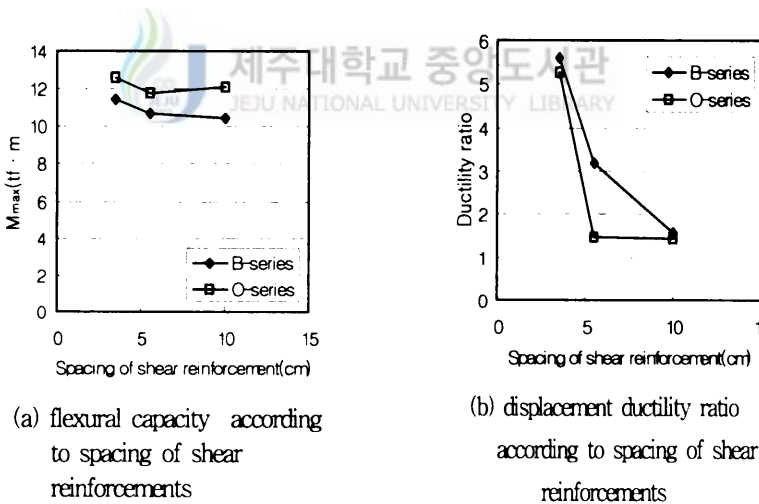 제주대학교 중앙도서관
JEJU NATIONAL UNIVERSITY LIBRARY
JEJU
14
12
10
8
6
4
2
0
Mmax(tf · m
B-series
O-series
0 5 10 15
Spacing of shear reinforcement(cm)
(a) flexural capacity according
to spacing of shear
reinforcements
6
5
4
3
2
1
0
Ductility ratio
B-series
O-series
0 5 10 1
Spacing of shear reinforcement(cm
(b) displacement ductility ratio
according to spacing of shear
reinforcements